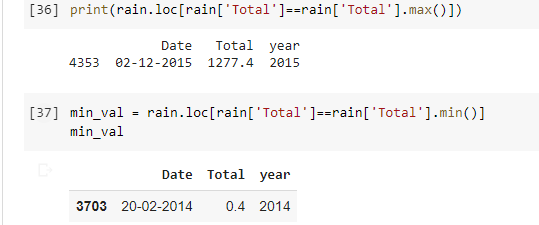 [36] print(rain.loc[rain['Total']==rain['Total'].max()])
Date Total year
4353 02-12-2015 1277.4 2015
[37] min_val = rain.loc[rain['Total']==rain['Total'].min()]
min_val
Date Total year
3703 20-02-2014 0.4 2014